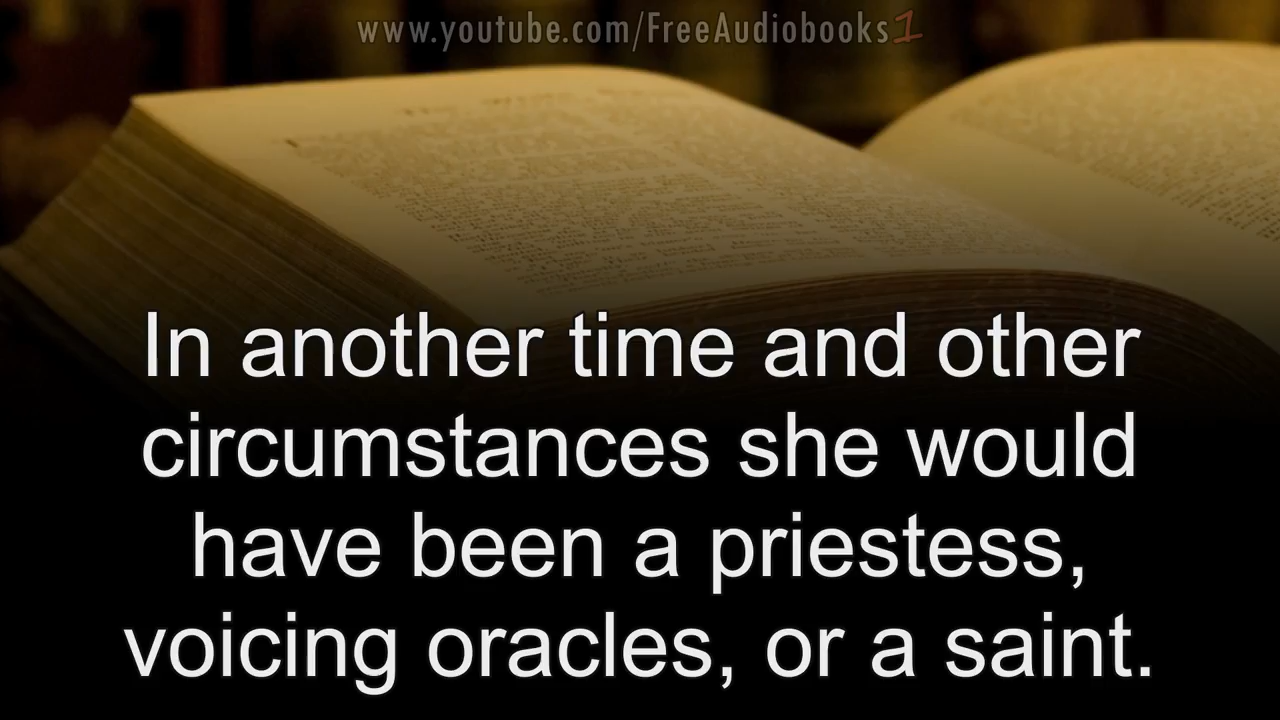 www.youtube.com/FreeAudiobooks1
In another time and other
circumstances she would
have been a priestess,
voicing oracles, or a saint.